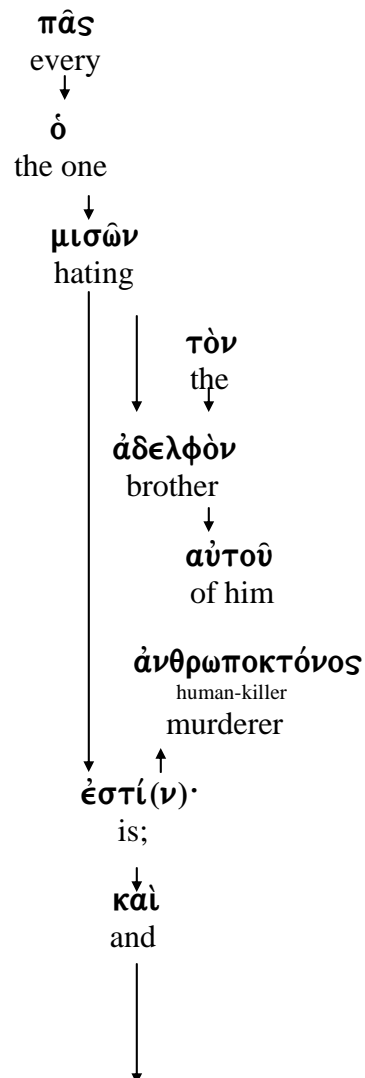 πᾶς
every
ὁ
the one
μισῶν
hating
τὸν
the
ἀδελφὸν
brother
αὐτοῦ
of him
ἀνθρωποκτόνος
human-killer
murderer
ἐστί(ν)·
is;
καὶ
and